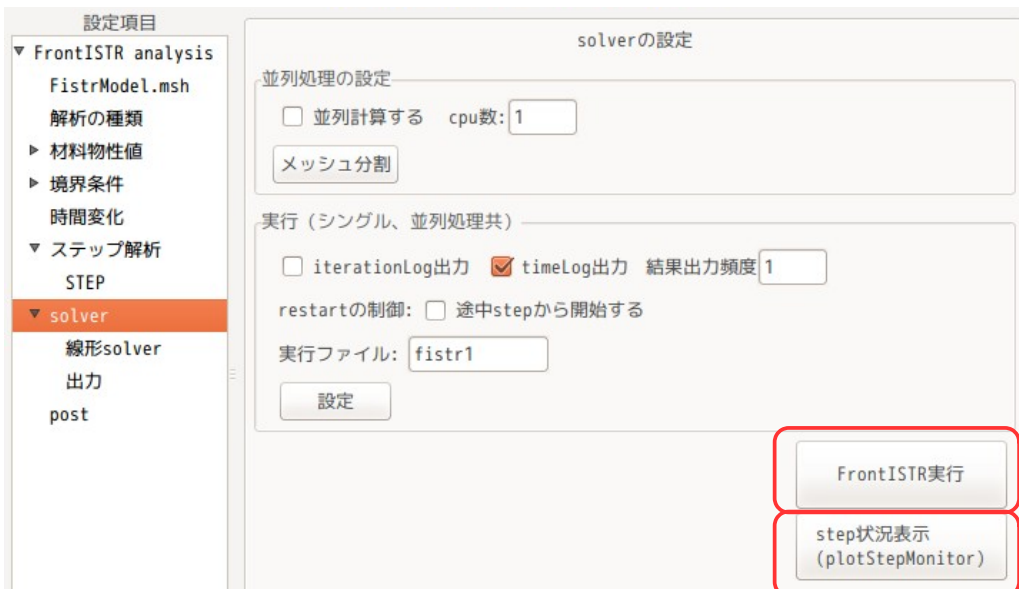 設定項目
FrontISTR analysis
FistrModel.msh
解析の種類
材料物性値
境界条件
時間変化
ステップ解析
STEP
solver
線形solver
出力
post
solverの設定
並列処理の設定
並列計算する cpu数: 1
メッシュ分割
実行 (シングル、並列処理共)
iterationLog出力 timeLog出力 結果出力頻度 1
restartの制御: 途中stepから開始する
実行ファイル: fistr1
設定
FrontISTR実行
step状況表示
(plotStepMonitor)